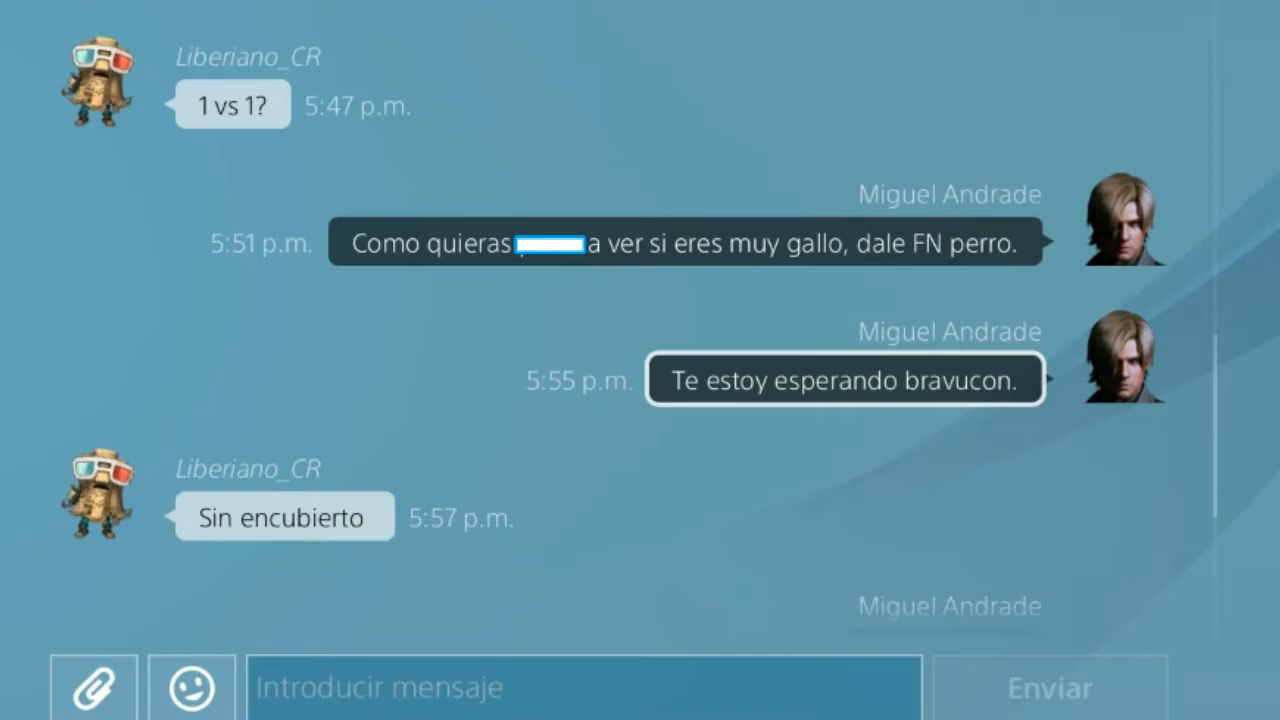 Liberiano_CR
1 vs 1? 5:47 p.m.
Miguel Andrade
5:51 p.m. Como quieras a ver si eres muy gallo, dale FN perro.
Miguel Andrade
5:55 p.m. Te estoy esperando bravucon.
Liberiano_CR
Sin encubierto 5:57 p.m.
Miguel Andrade
Introducir mensaje Enviar